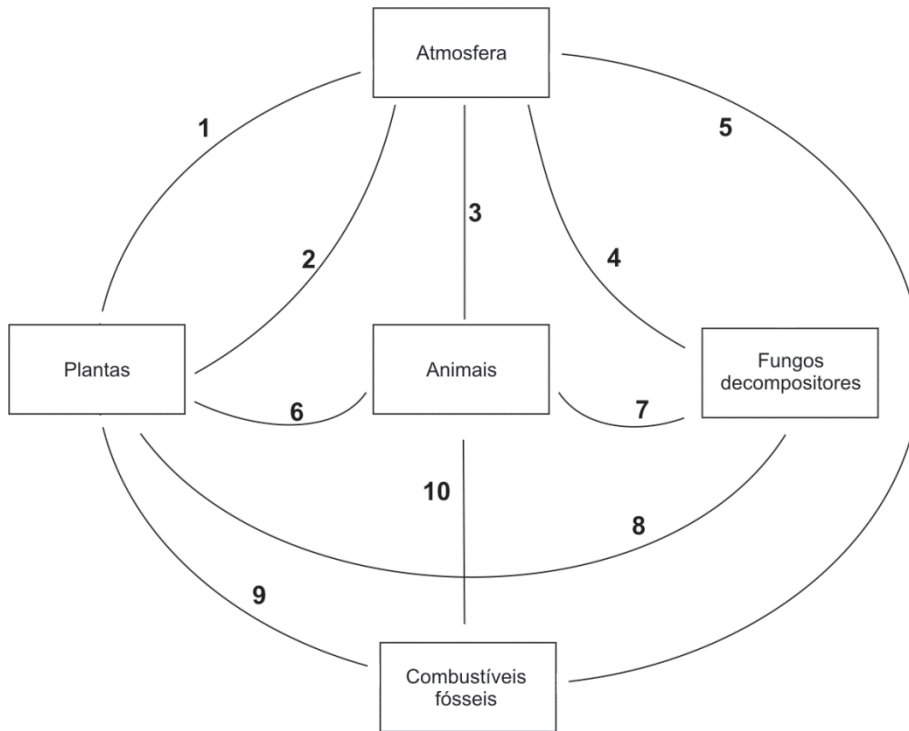 Atmosfera
1
5
3
2
4
Plantas
Animais
Fungos
decompositores
6
7
10
8
9
Combustíveis
fósseis